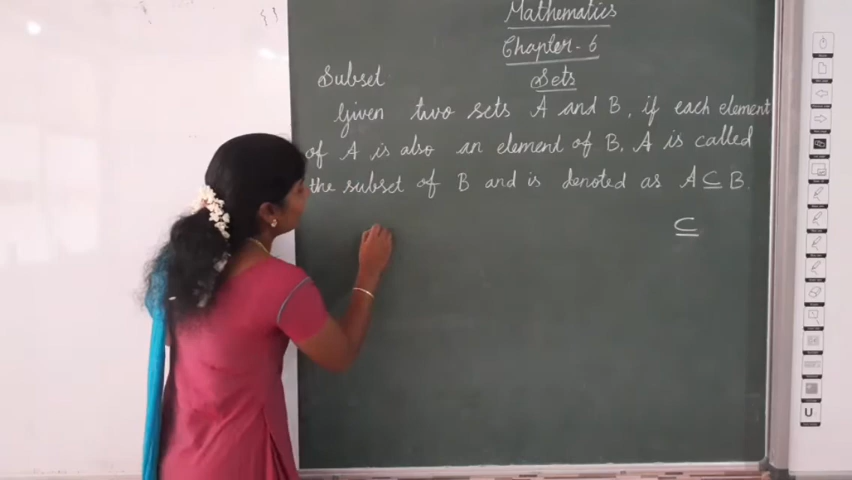 Mathematics
Chapter - 6
Sets
Subset
Given two sets A and B, if each element
of A is also an element of B, A is called
the subset of B and is denoted as A ⊆ B.
⊆
U